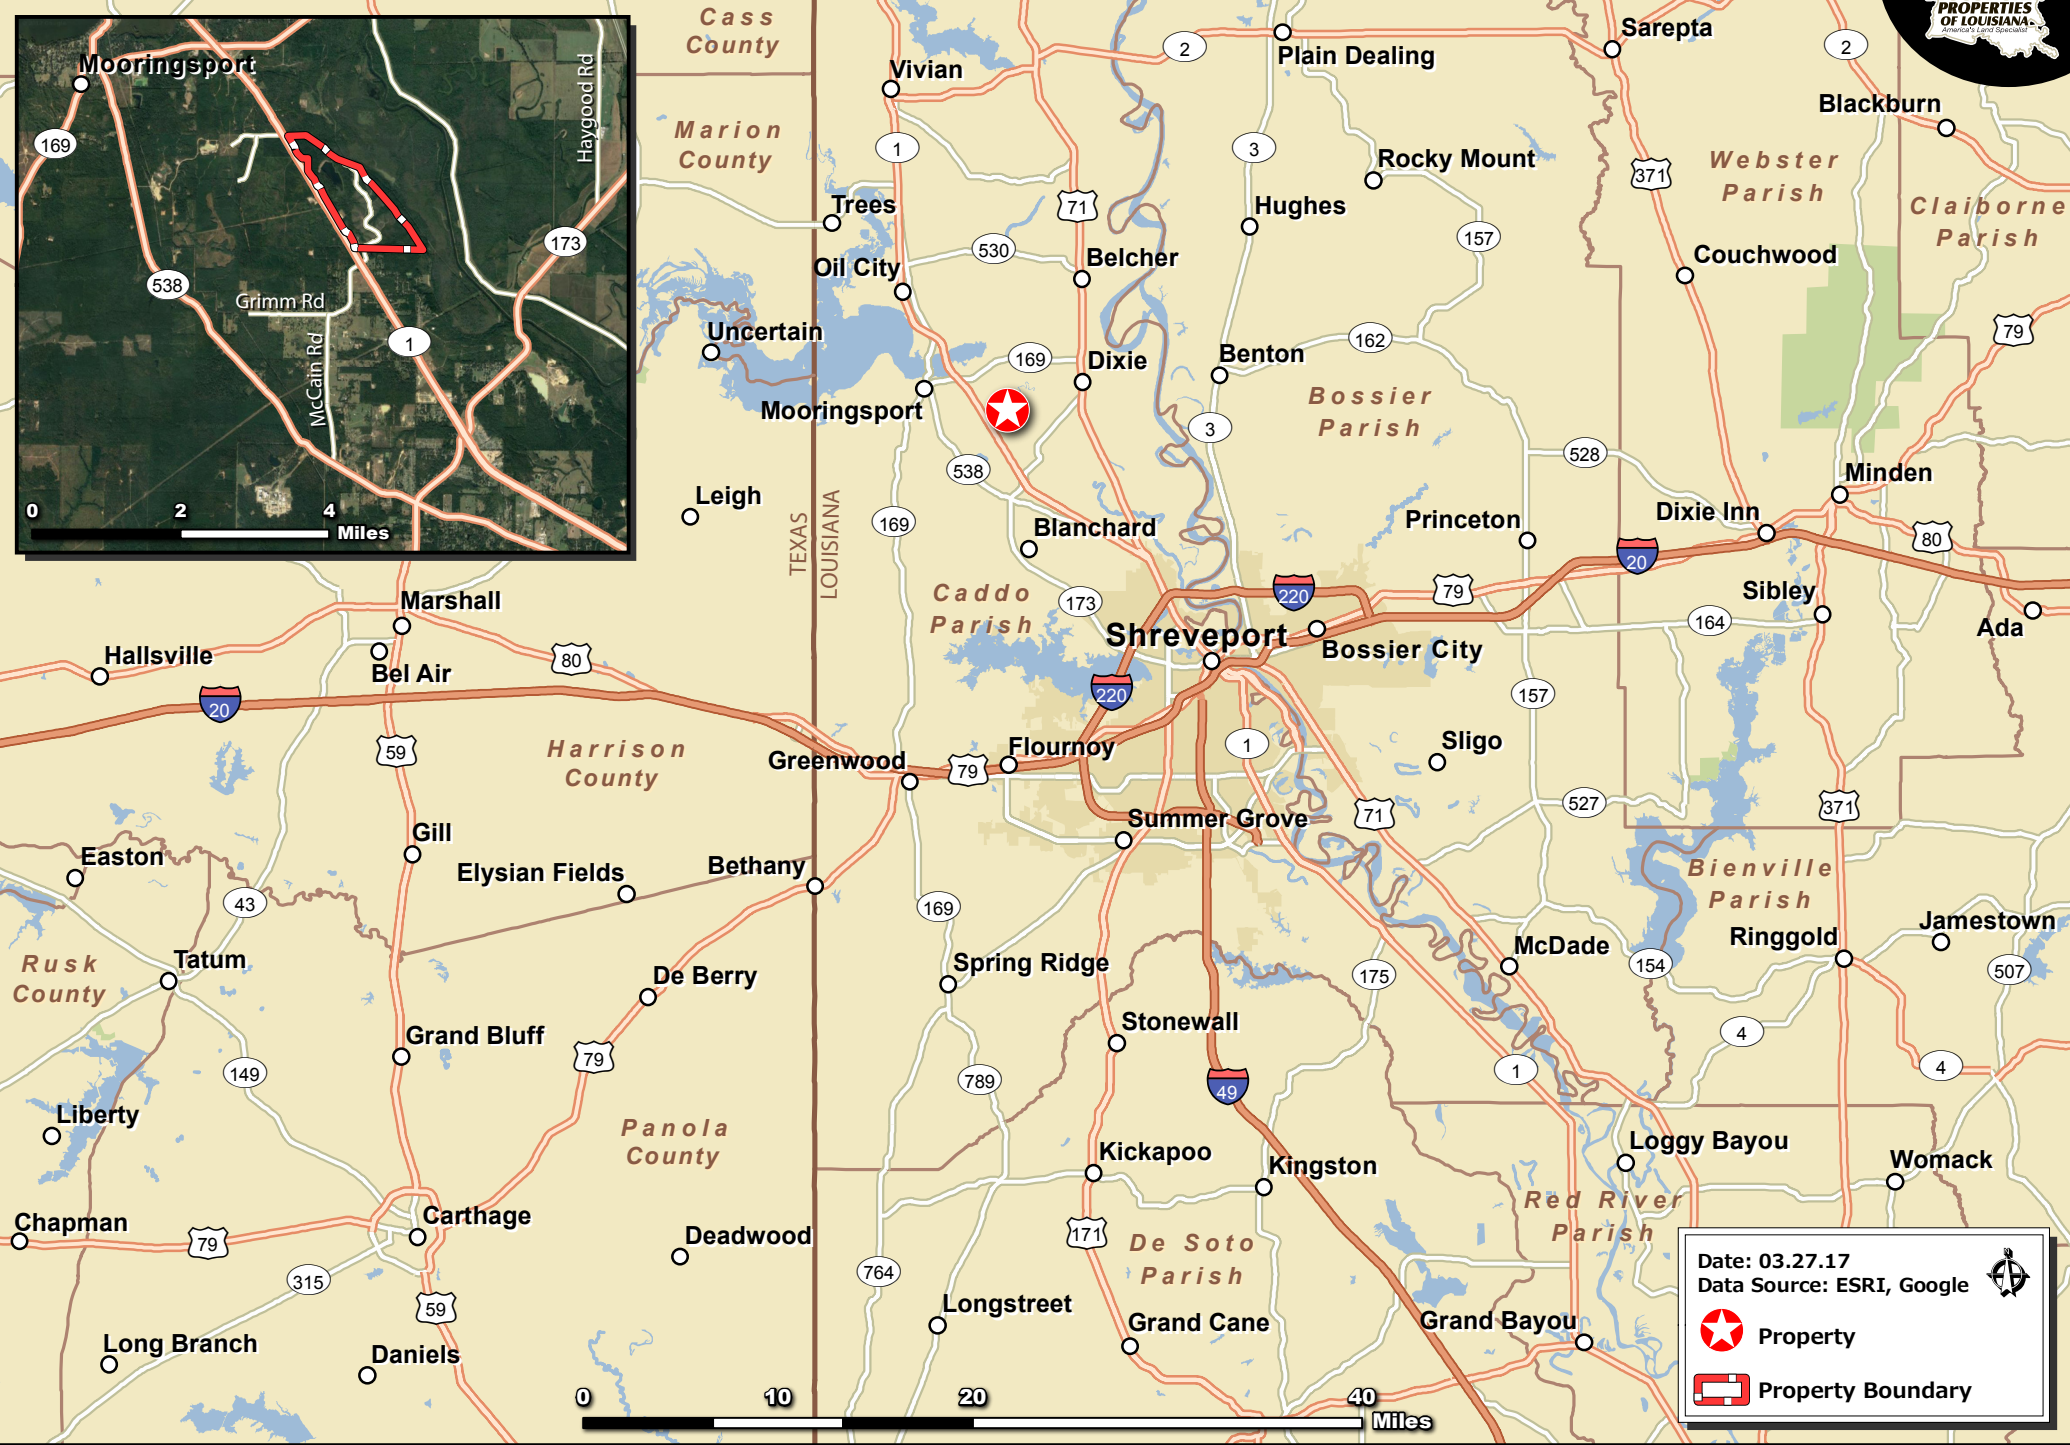 PROPERTIES
OF LOUISIANA
America's Land Specialist
Mooringsport
169
538
Grimm Rd
McCain Rd
1
173
Haygood Rd
0
2
4
Miles
Cass
County
Marion
County
Vivian
2
Plain Dealing
Sarepta
2
Blackburn
1
3
Rocky Mount
371
Webster
Parish
Claiborne
Parish
Trees
71
Hughes
157
530
Oil City
Belcher
Couchwood
79
Uncertain
169
Dixie
Benton
162
Mooringsport
Bossier
Parish
3
528
538
Leigh
169
Blanchard
TEXAS
LOUISIANA
Princeton
Dixie Inn
Minden
20
80
Marshall
Caddo
Parish
173
220
79
Sibley
164
Ada
Shreveport
Bossier City
Hallsville
Bel Air
80
20
220
157
59
Harrison
County
Greenwood
79
Flournoy
1
Sligo
527
71
371
Summer Grove
Gill
Easton
Elysian Fields
Bethany
Bienville
Parish
43
169
Jamestown
Ringgold
McDade
154
507
Rusk
County
Tatum
De Berry
Spring Ridge
175
Grand Bluff
79
Stonewall
4
4
149
789
49
1
Liberty
Panola
County
Kickapoo
Kingston
Loggy Bayou
Womack
Red River
Parish
Chapman
79
Carthage
Deadwood
171
De Soto
Parish
315
764
59
Longstreet
Grand Cane
Grand Bayou
Long Branch
Daniels
0
10
20
40
Miles
Date: 03.27.17
Data Source: ESRI, Google
Property
Property Boundary